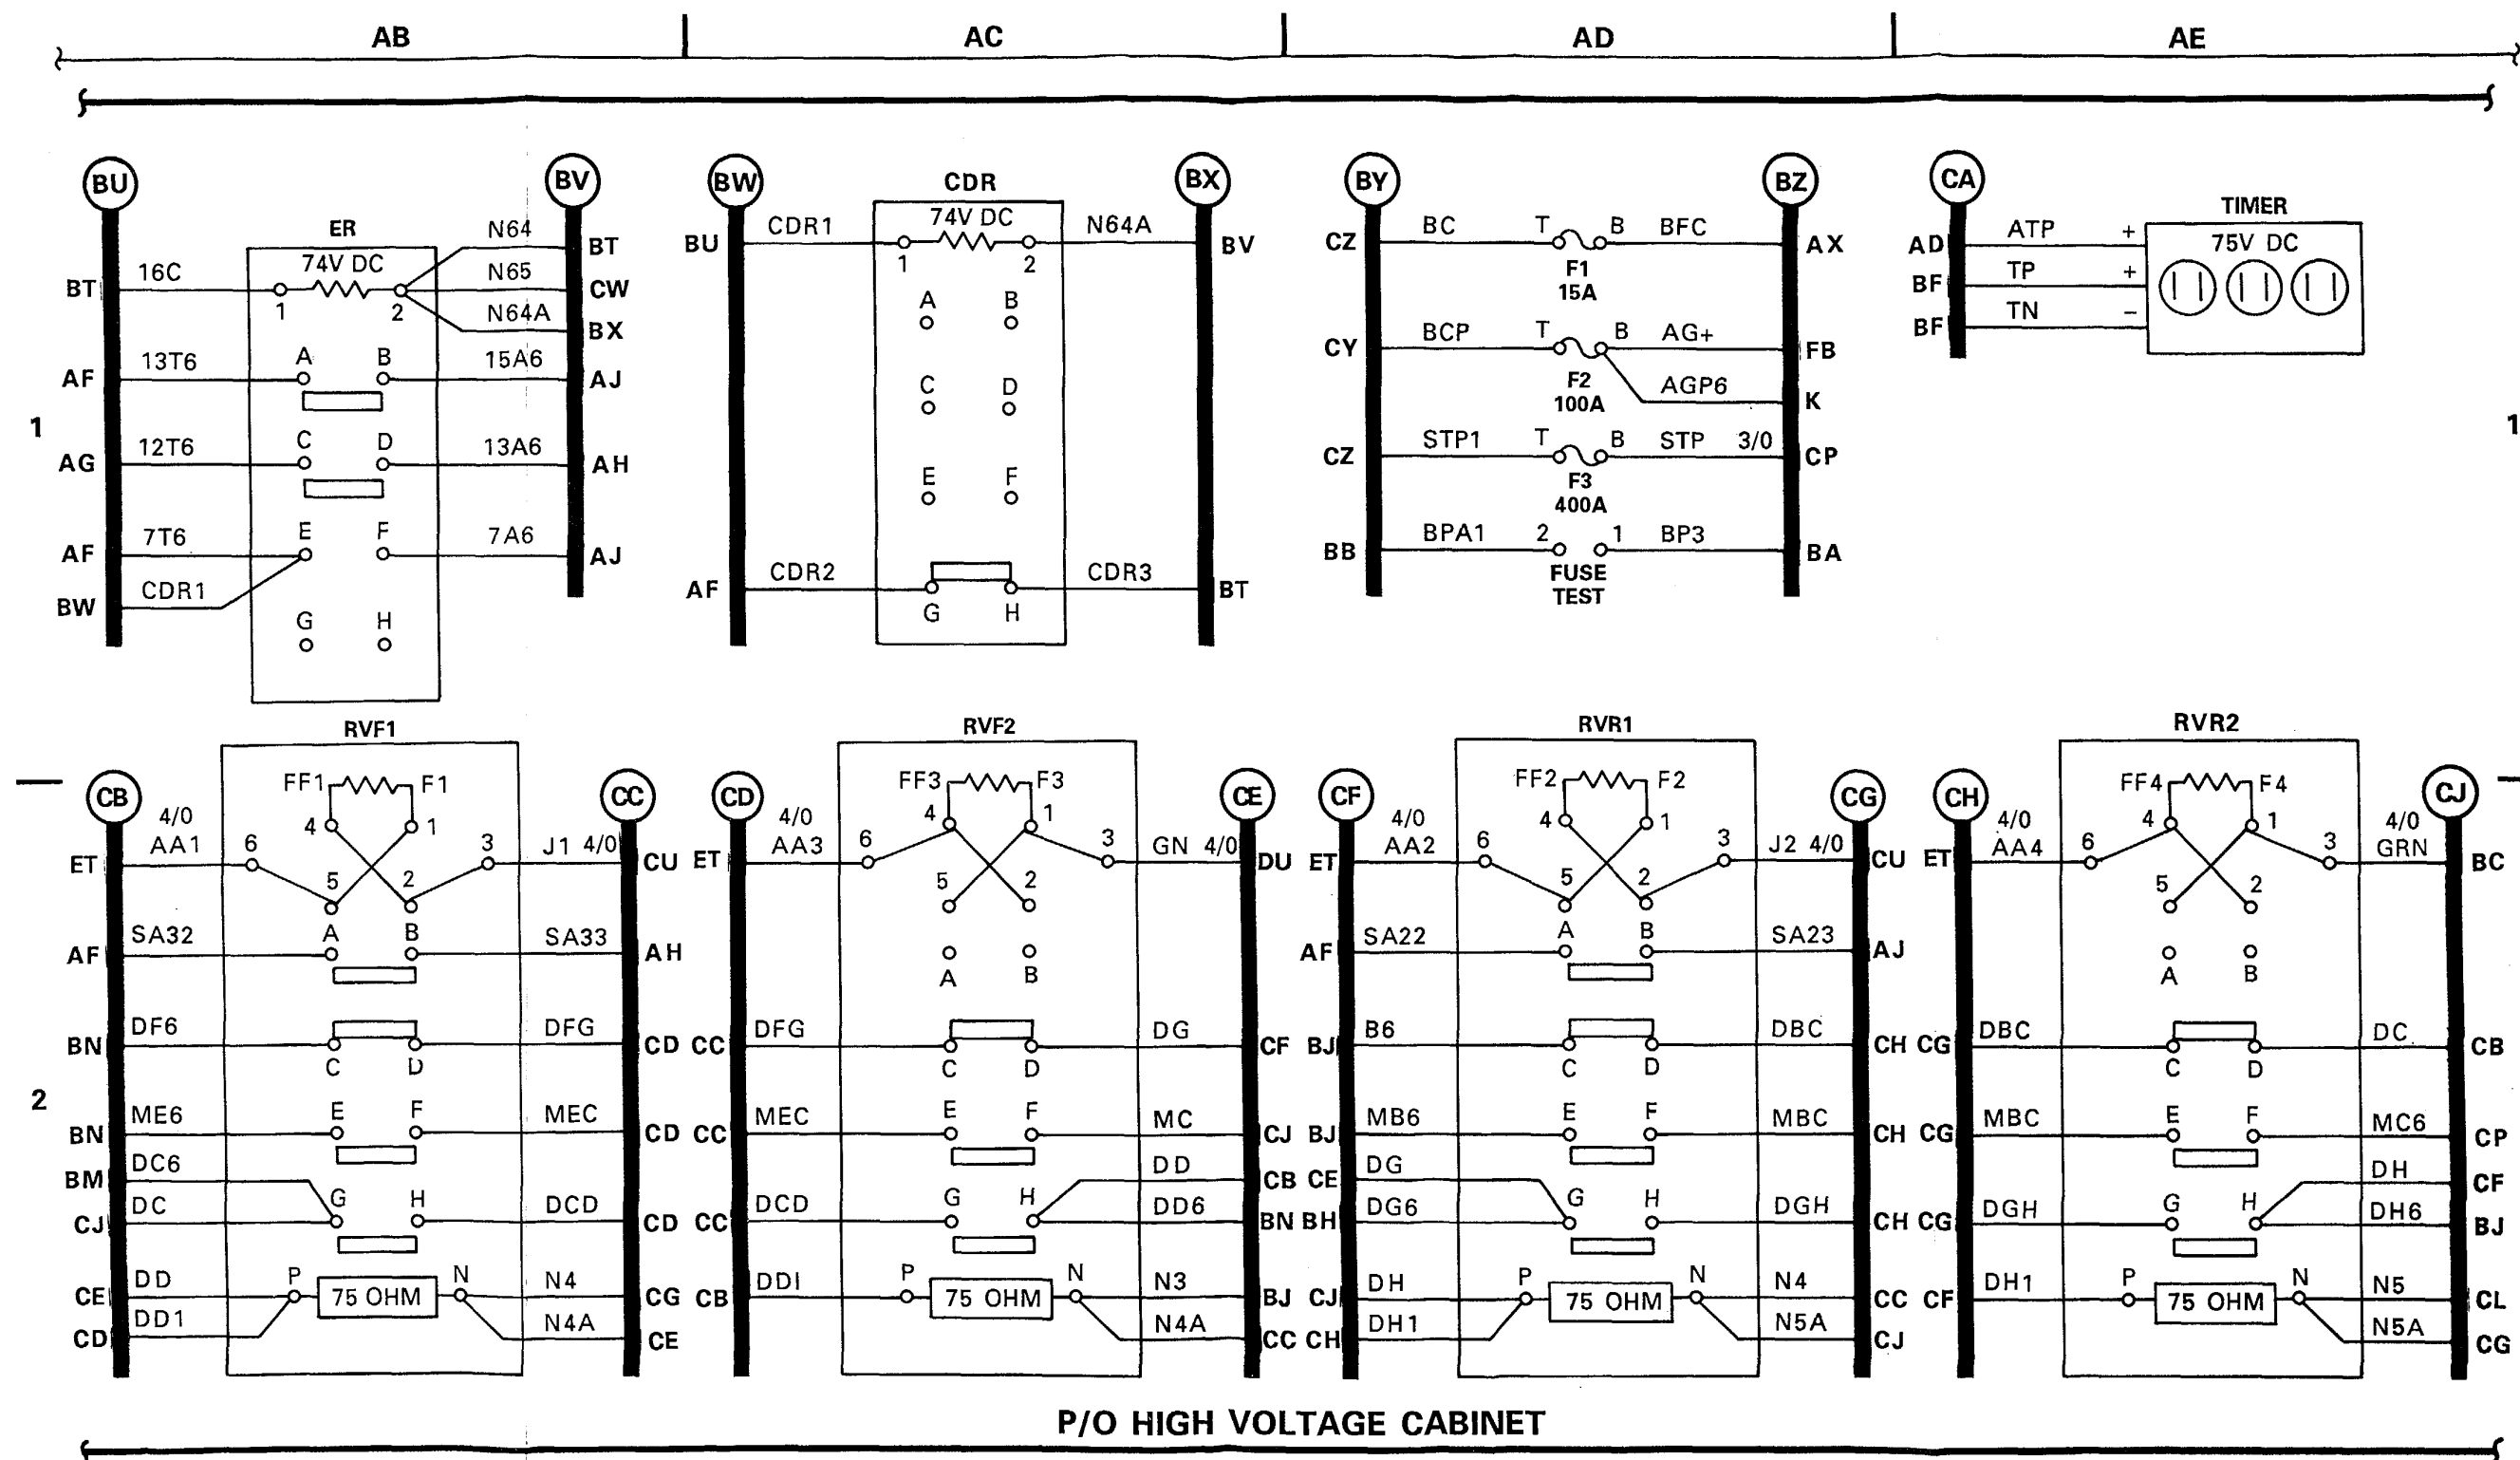 AB AC AD AE
BU BV BW CDR BX BY BZ CA
ER
74V DC
BT 16C 1 2 N64 BT
N65 CW
N64A BX
AF 13T6 A B 15A6 AJ
AG 12T6 C D 13A6 AH
AF 7T6 E F 7A6 AJ
BW CDR1
G H
74V DC
BU CDR1 1 2 N64A BV
A B
C D
E F
AF CDR2 G H CDR3 BT
CZ BC T B BFC AX
F1
15A
CY BCP T B AG+ FB
F2
100A
AGP6 K
CZ STP1 T B STP 3/0 CP
F3
400A
BB BPA1 2 1 BP3 BA
FUSE
TEST
TIMER
75V DC
AD ATP +
BF TP +
BF TN −
1 1
RVF1
CB CC
FF1 F1
4 1
ET 4/0 AA1 6 3 J1 4/0 CU
5 2
AF SA32 A B SA33 AH
BN DF6 C D DFG CD
BN ME6 E F MEC CD
BM DC6
CJ DC G H DCD CD
CE DD P 75 OHM N N4 CG
CD DD1 N4A CE
RVF2
CD CE
FF3 F3
4 1
ET 4/0 AA3 6 3 GN 4/0 DU
5 2
A B
CC DFG C D DG CF
CC MEC E F MC CJ
DD CB
CC DCD G H DD6 BN
CB DDI P 75 OHM N N3 BJ
N4A CC
RVR1
CF CG
FF2 F2
4 1
ET 4/0 AA2 6 3 J2 4/0 CU
5 2
AF SA22 A B SA23 AJ
BJ B6 C D DBC CH
BJ MB6 E F MBC CH
CE DG
BH DG6 G H DGH CH
CJ DH P 75 OHM N N4 CC
CH DH1 N5A CJ
RVR2
CH CJ
FF4 F4
4 1
ET 4/0 AA4 6 3 4/0 GRN BC
5 2
A B
CG DBC C D DC CB
CG MBC E F MC6 CP
DH CF
CG DGH G H DH6 BJ
CF DH1 P 75 OHM N N5 CL
N5A CG
2
P/O HIGH VOLTAGE CABINET